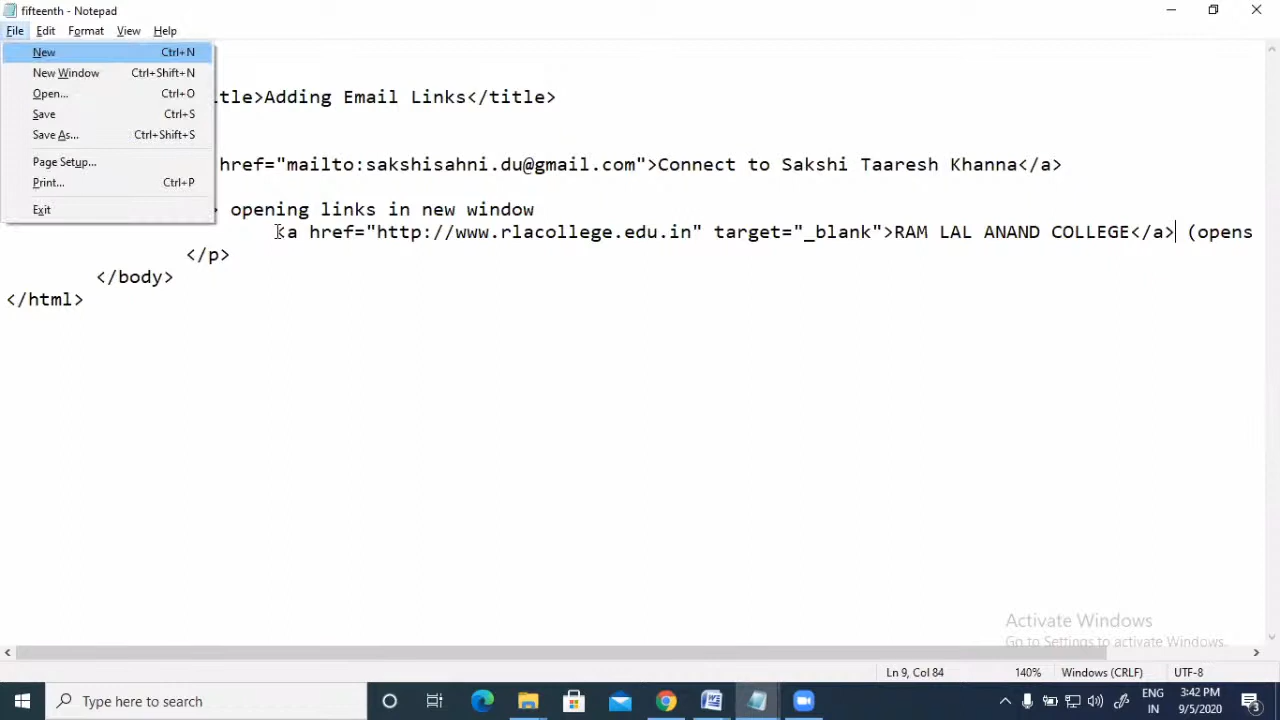 fifteenth - Notepad
File Edit Format View Help
New Ctrl+N
New Window Ctrl+Shift+N
Open... Ctrl+O
Save Ctrl+S
Save As... Ctrl+Shift+S
Page Setup...
Print... Ctrl+P
Exit
tle>Adding Email Links</title>
href="mailto:sakshisahni.du@gmail.com">Connect to Sakshi Taaresh Khanna</a>
> opening links in new window
<a href="http://www.rlacollege.edu.in" target="_blank">RAM LAL ANAND COLLEGE</a> (opens
</p>
</body>
</html>
Activate Windows
Go to Settings to activate Windows.
Ln 9, Col 84 140% Windows (CRLF) UTF-8
Type here to search
ENG
IN
3:42 PM
9/5/2020
3